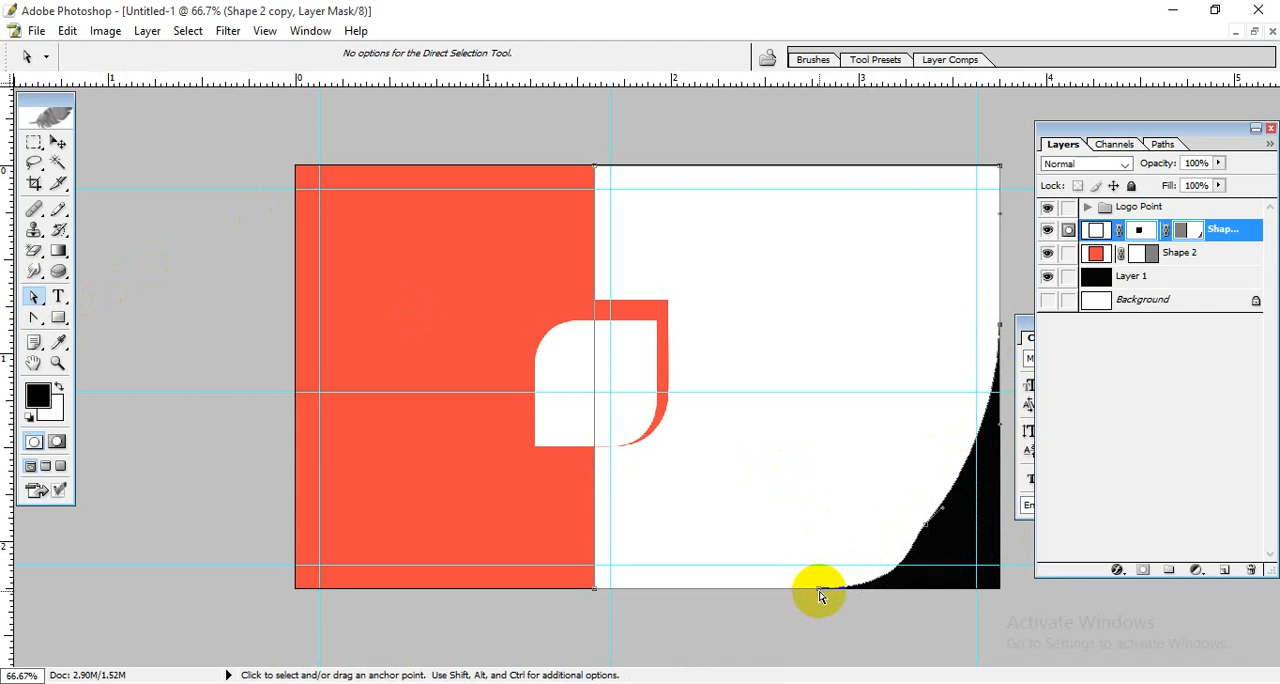 Adobe Photoshop - [Untitled-1 @ 66.7% (Shape 2 copy, Layer Mask/8)]
File Edit Image Layer Select Filter View Window Help
No options for the Direct Selection Tool.
Brushes Tool Presets Layer Comps
1 0 1 2 3 4 5
0
1
2
Layers Channels Paths
Normal Opacity: 100%
Lock: Fill: 100%
Logo Point
Shap...
Shape 2
Layer 1
Background
T
Activate Windows
Go to Settings to activate Windows.
66.67% Doc: 2.90M/1.52M Click to select and/or drag an anchor point. Use Shift, Alt, and Ctrl for additional options.